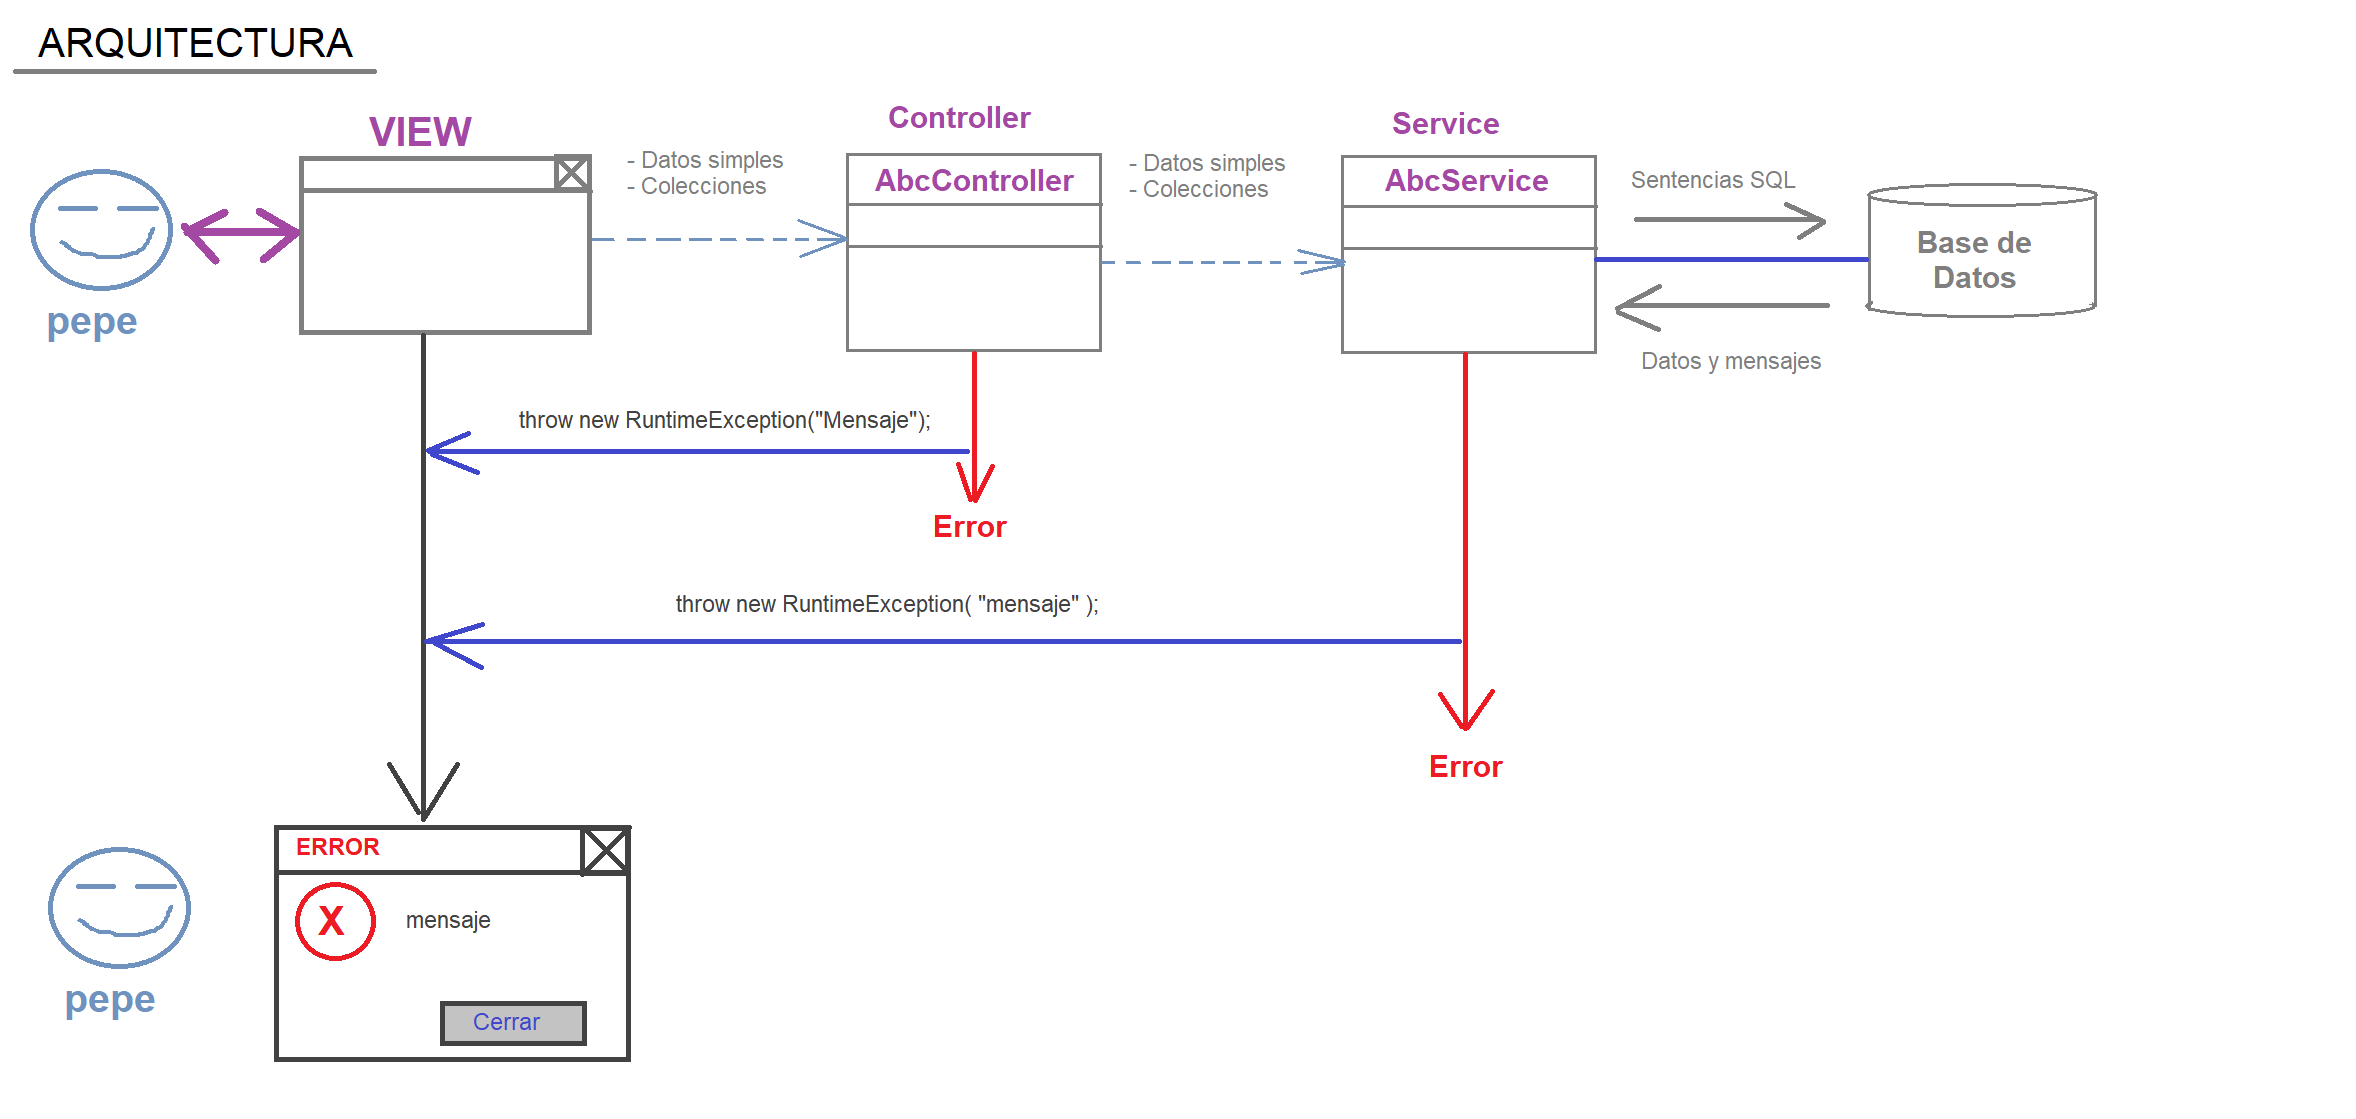 ARQUITECTURA
VIEW
Controller
Service
- Datos simples
- Colecciones
AbcController
- Datos simples
- Colecciones
AbcService
Sentencias SQL
Base de
Datos
Datos y mensajes
pepe
throw new RuntimeException("Mensaje");
Error
throw new RuntimeException( "mensaje" );
Error
ERROR
X
mensaje
Cerrar
pepe